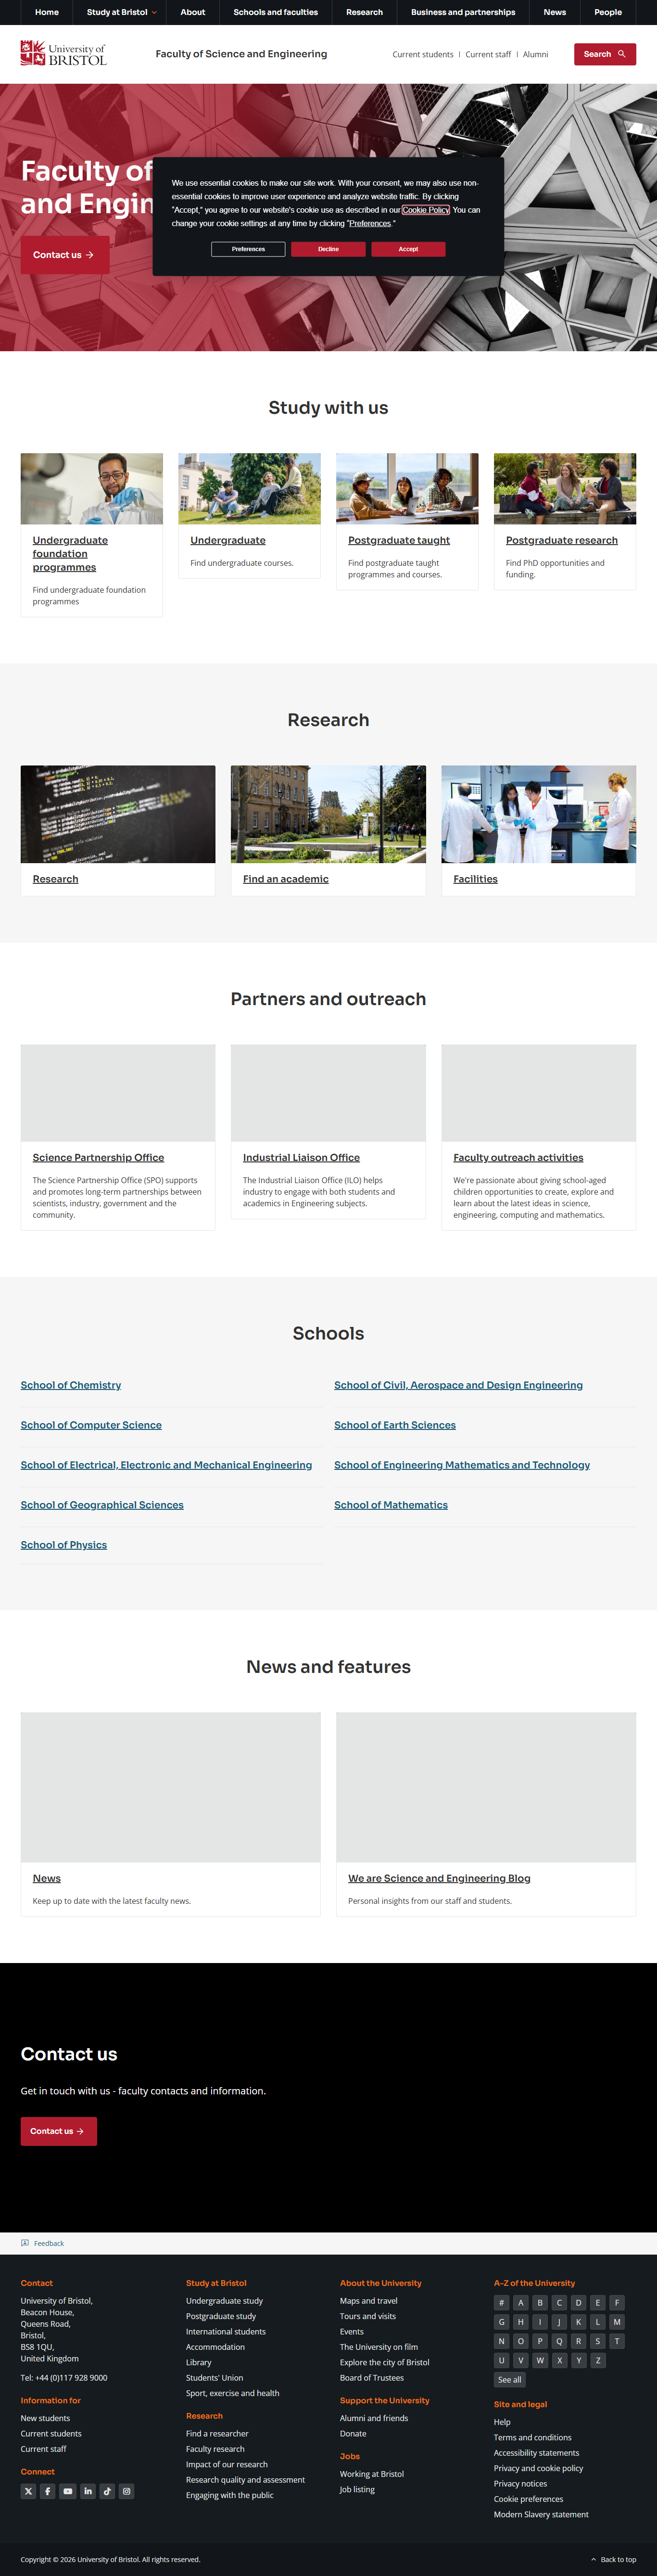 Home
Study at Bristol
About
Schools and faculties
Research
Business and partnerships
News
People
University of
BRISTOL
Faculty of Science and Engineering
Current students
Current staff
Alumni
Search
Faculty of
and Engin
Contact us
We use essential cookies to make our site work. With your consent, we may also use non-
essential cookies to improve user experience and analyze website traffic. By clicking
"Accept," you agree to our website's cookie use as described in our Cookie Policy. You can
change your cookie settings at any time by clicking "Preferences."
Preferences
Decline
Accept
Study with us
Undergraduate
foundation
programmes
Find undergraduate foundation
programmes
Undergraduate
Find undergraduate courses.
Postgraduate taught
Find postgraduate taught
programmes and courses.
Postgraduate research
Find PhD opportunities and
funding.
Research
Research
Find an academic
Facilities
Partners and outreach
Science Partnership Office
The Science Partnership Office (SPO) supports
and promotes long-term partnerships between
scientists, industry, government and the
community.
Industrial Liaison Office
The Industrial Liaison Office (ILO) helps
industry to engage with both students and
academics in Engineering subjects.
Faculty outreach activities
We're passionate about giving school-aged
children opportunities to create, explore and
learn about the latest ideas in science,
engineering, computing and mathematics.
Schools
School of Chemistry
School of Civil, Aerospace and Design Engineering
School of Computer Science
School of Earth Sciences
School of Electrical, Electronic and Mechanical Engineering
School of Engineering Mathematics and Technology
School of Geographical Sciences
School of Mathematics
School of Physics
News and features
News
Keep up to date with the latest faculty news.
We are Science and Engineering Blog
Personal insights from our staff and students.
Contact us
Get in touch with us - faculty contacts and information.
Contact us
Feedback
Contact
University of Bristol,
Beacon House,
Queens Road,
Bristol,
BS8 1QU,
United Kingdom
Tel: +44 (0)117 928 9000
Information for
New students
Current students
Current staff
Connect
Study at Bristol
Undergraduate study
Postgraduate study
International students
Accommodation
Library
Students' Union
Sport, exercise and health
Research
Find a researcher
Faculty research
Impact of our research
Research quality and assessment
Engaging with the public
About the University
Maps and travel
Tours and visits
Events
The University on film
Explore the city of Bristol
Board of Trustees
Support the University
Alumni and friends
Donate
Jobs
Working at Bristol
Job listing
A-Z of the University
# A B C D E F
G H I J K L M
N O P Q R S T
U V W X Y Z
See all
Site and legal
Help
Terms and conditions
Accessibility statements
Privacy and cookie policy
Privacy notices
Cookie preferences
Modern Slavery statement
Copyright © 2026 University of Bristol. All rights reserved.
Back to top